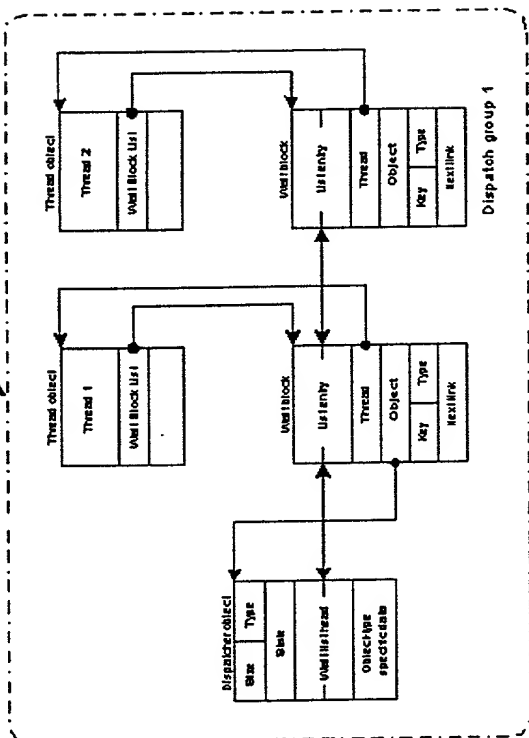 Thread object
Thread 1
Wait Block List
Thread object
Thread 2
Wait Block List
Dispatcher object
Size
Type
State
Wait list head
Object-type
specific data
Wait block
List entry
Thread
Object
Key
Type
Next link
Wait block
List entry
Thread
Object
Key
Type
Next link
Dispatch group 1